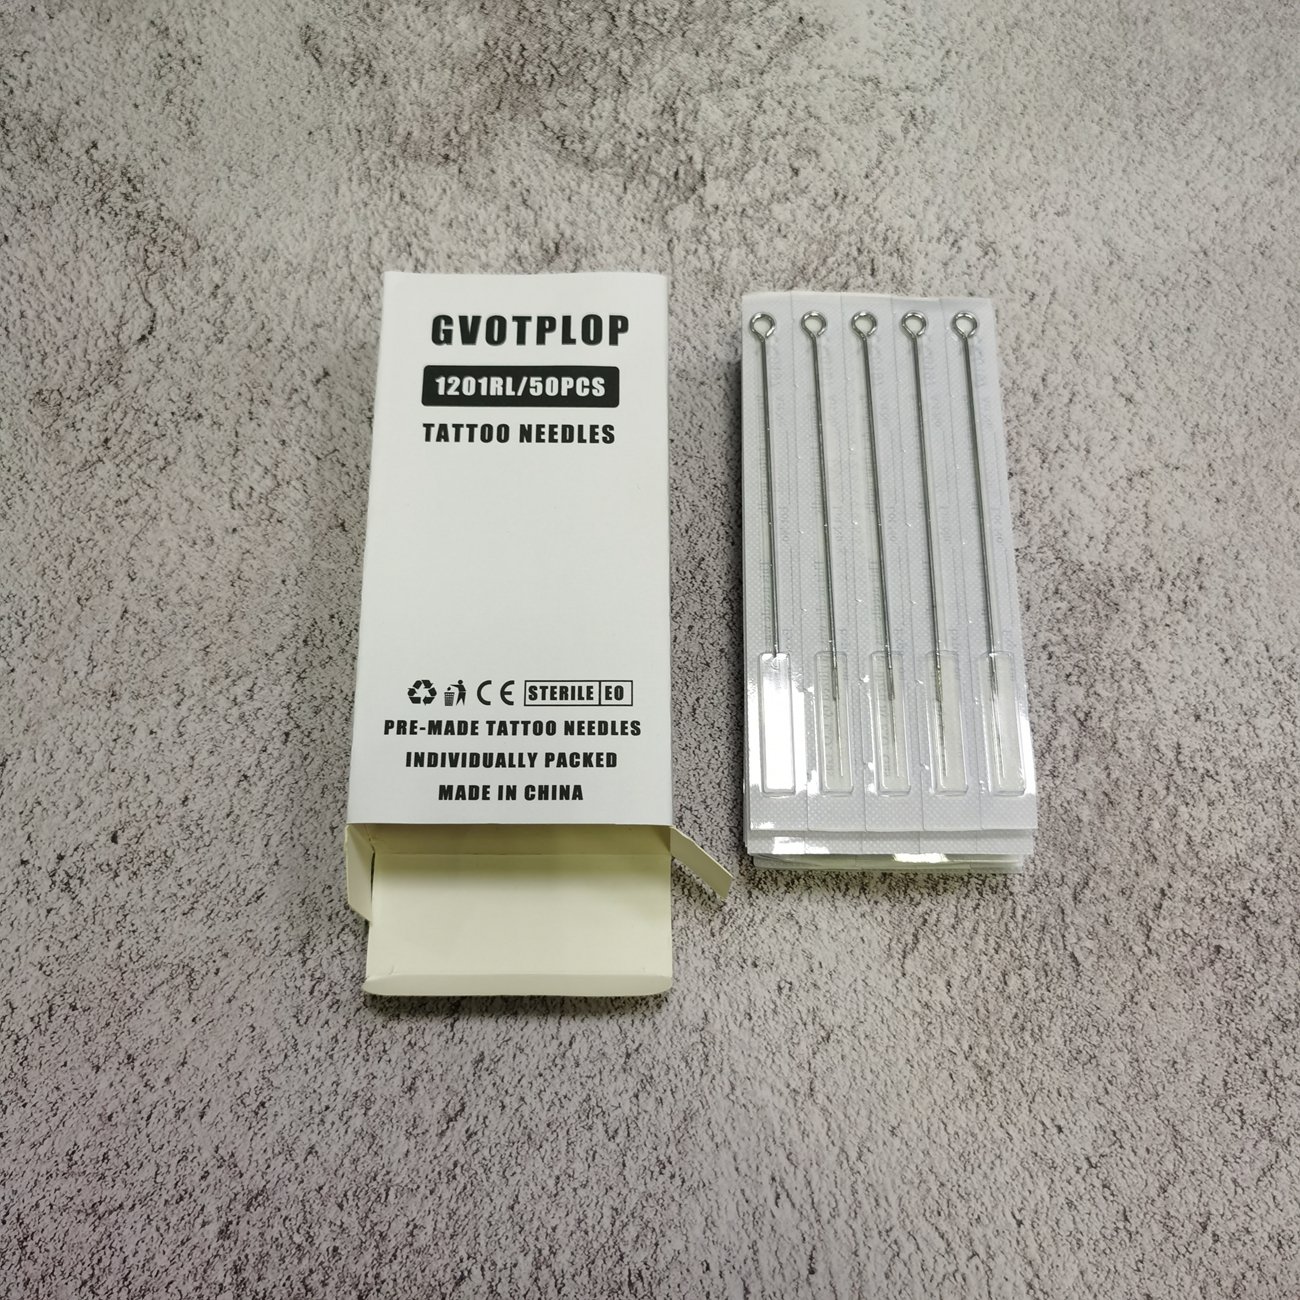 GVOTPLOP
1201RL/50PCS
TATTOO NEEDLES
CE STERILE EO
PRE-MADE TATTOO NEEDLES
INDIVIDUALLY PACKED
MADE IN CHINA